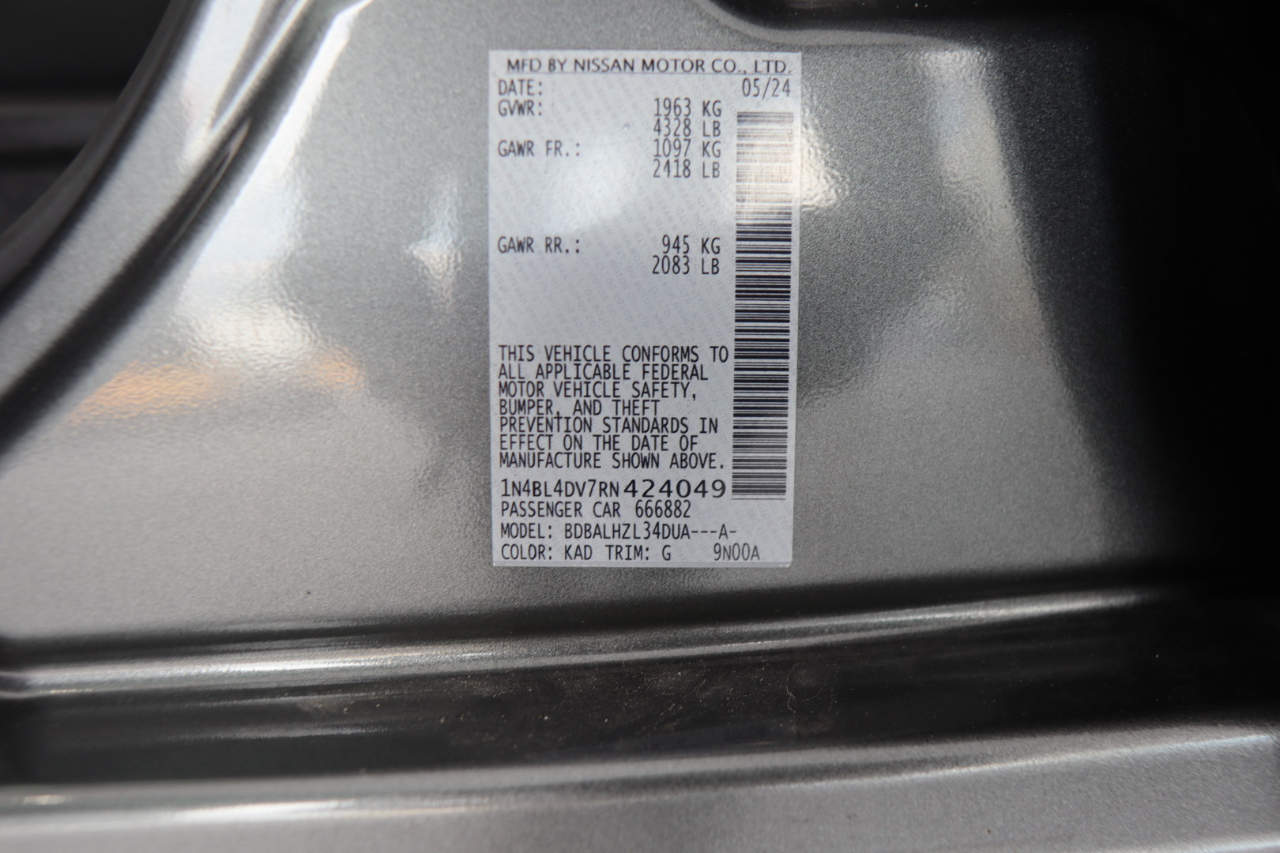 MFD BY NISSAN MOTOR CO., LTD.
DATE: 05/24
GVWR: 1963 KG
4328 LB
GAWR FR.: 1097 KG
2418 LB
GAWR RR.: 945 KG
2083 LB
THIS VEHICLE CONFORMS TO
ALL APPLICABLE FEDERAL
MOTOR VEHICLE SAFETY,
BUMPER, AND THEFT
PREVENTION STANDARDS IN
EFFECT ON THE DATE OF
MANUFACTURE SHOWN ABOVE.
1N4BL4DV7RN424049
PASSENGER CAR 666882
MODEL: BDBALHZL34DUA---A-
COLOR: KAD TRIM: G 9N00A